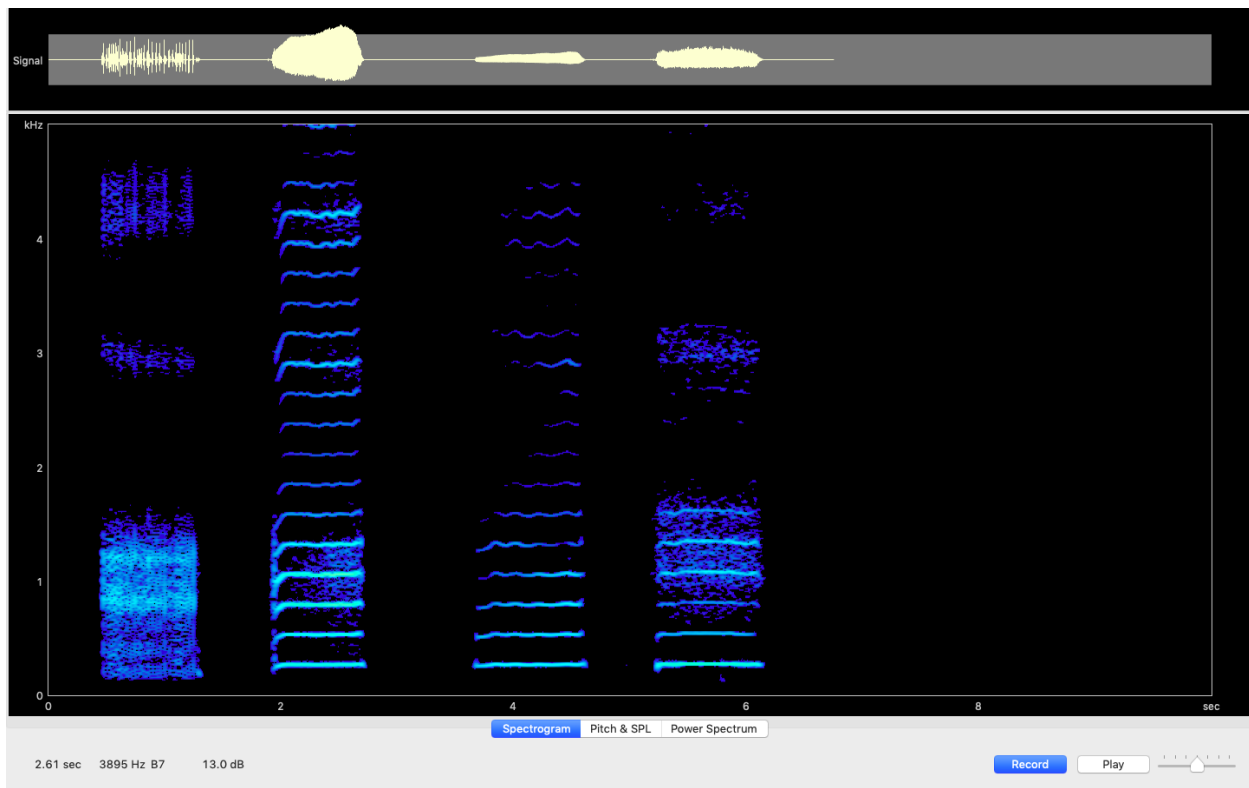 Signal
kHz
4
3
2
1
0
0 2 4 6 8 sec
Spectrogram Pitch & SPL Power Spectrum
2.61 sec 3895 Hz B7 13.0 dB Record Play